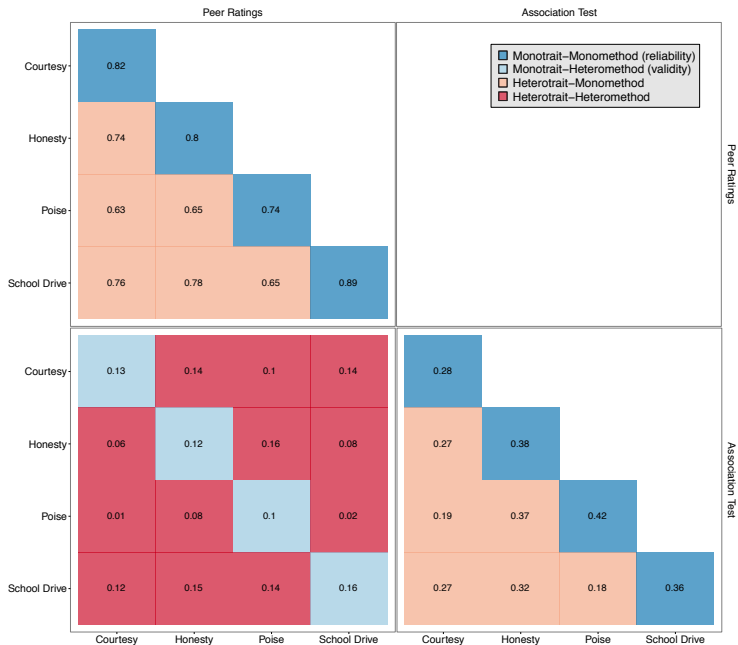 Peer Ratings Association Test
Monotrait−Monomethod (reliability)
Monotrait−Heteromethod (validity)
Heterotrait−Monomethod
Heterotrait−Heteromethod
Courtesy 0.82
Honesty 0.74 0.8
Poise 0.63 0.65 0.74
School Drive 0.76 0.78 0.65 0.89
Peer Ratings
Courtesy 0.13 0.14 0.1 0.14 0.28
Honesty 0.06 0.12 0.16 0.08 0.27 0.38
Poise 0.01 0.08 0.1 0.02 0.19 0.37 0.42
School Drive 0.12 0.15 0.14 0.16 0.27 0.32 0.18 0.36
Association Test
Courtesy Honesty Poise School Drive Courtesy Honesty Poise School Drive